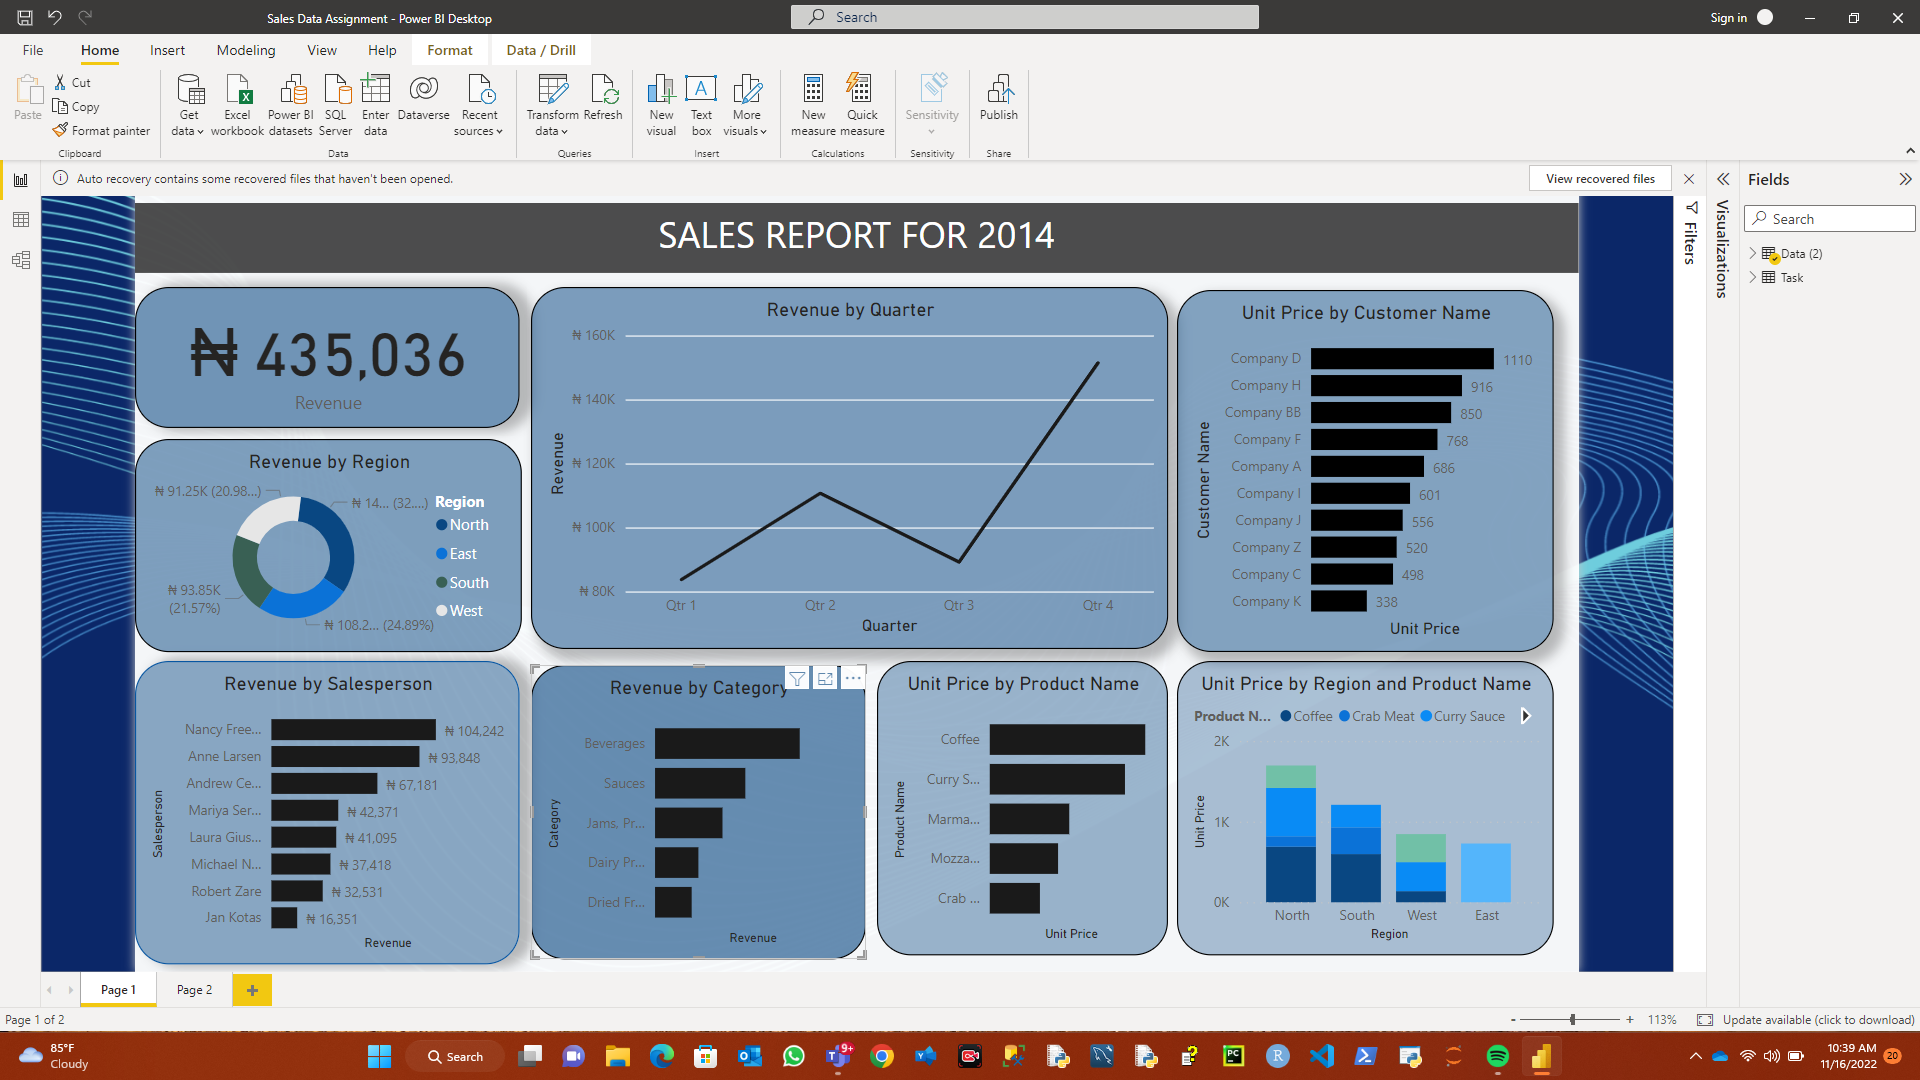 Sales Data Assignment - Power BI Desktop
Search
Sign in
File
Home
Insert
Modeling
View
Help
Format
Data / Drill
Paste
Cut
Copy
Format painter
Clipboard
Get data
Excel workbook
Power BI datasets
SQL Server
Enter data
Dataverse
Recent sources
Data
Transform data
Refresh
Queries
New visual
Text box
More visuals
Insert
New measure
Quick measure
Calculations
Sensitivity
Sensitivity
Publish
Share
Auto recovery contains some recovered files that haven't been opened.
View recovered files
Filters
Visualizations
Fields
Search
Data (2)
Task
SALES REPORT FOR 2014
₦ 435,036
Revenue
Revenue by Quarter
₦ 160K
₦ 140K
₦ 120K
₦ 100K
₦ 80K
Revenue
Qtr 1
Qtr 2
Qtr 3
Qtr 4
Quarter
Unit Price by Customer Name
Customer Name
Company D 1110
Company H 916
Company BB 850
Company F 768
Company A 686
Company I 601
Company J 556
Company Z 520
Company C 498
Company K 338
Unit Price
Revenue by Region
₦ 91.25K (20.98...)
₦ 14... (32....)
₦ 93.85K
(21.57%)
₦ 108.2... (24.89%)
Region
North
East
South
West
Revenue by Salesperson
Salesperson
Nancy Free... ₦ 104,242
Anne Larsen ₦ 93,848
Andrew Ce... ₦ 67,181
Mariya Ser... ₦ 42,371
Laura Gius... ₦ 41,095
Michael N... ₦ 37,418
Robert Zare ₦ 32,531
Jan Kotas ₦ 16,351
Revenue
Revenue by Category
Category
Beverages
Sauces
Jams, Pr...
Dairy Pr...
Dried Fr...
Revenue
Unit Price by Product Name
Product Name
Coffee
Curry S...
Marma...
Mozza...
Crab ...
Unit Price
Unit Price by Region and Product Name
Product N... Coffee Crab Meat Curry Sauce
2K
1K
0K
Unit Price
North
South
West
East
Region
Page 1
Page 2
+
Page 1 of 2
- + 113%
Update available (click to download)
85°F
Cloudy
Search
9+
PC
R
10:39 AM
11/16/2022
20